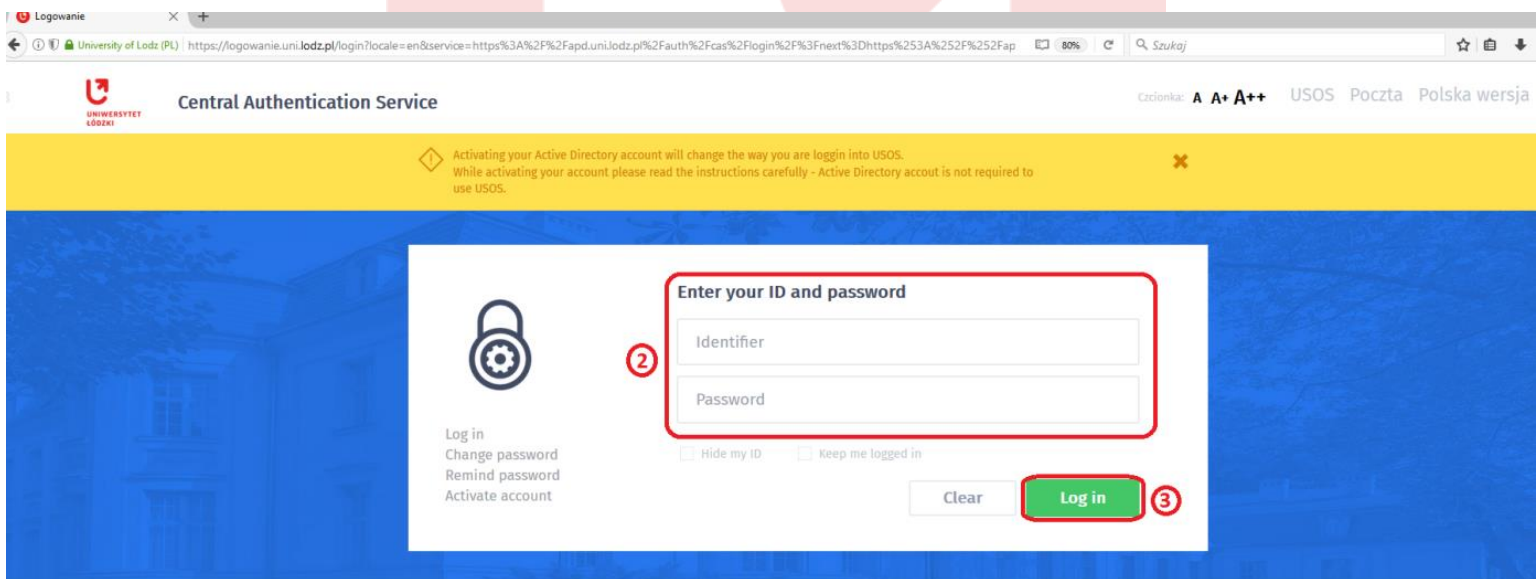 Logowanie
University of Lodz (PL) https://logowanie.uni.lodz.pl/login?locale=en&service=https%3A%2F%2Fapd.uni.lodz.pl%2Fauth%2Fcas%2Flogin%2F%3Fnext%3Dhttps%253A%252F%252Fap 80% Szukaj
UNIWERSYTET
ŁÓDZKI
Central Authentication Service
Czcionka: A A+ A++ USOS Poczta Polska wersja
Activating your Active Directory account will change the way you are loggin into USOS.
While activating your account please read the instructions carefully - Active Directory accout is not required to
use USOS.
Enter your ID and password
2
Identifier
Password
Log in
Change password
Remind password
Activate account
Hide my ID Keep me logged in
Clear Log in 3